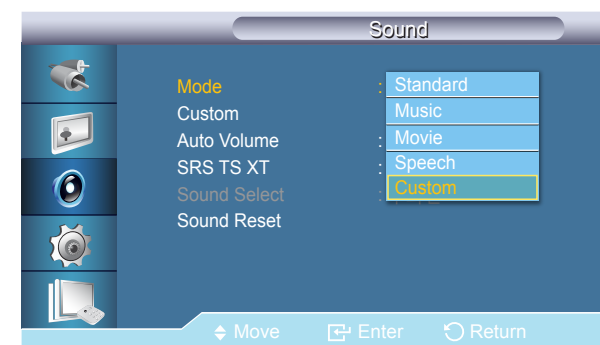 Sound
Mode : Standard
Custom Music
Auto Volume : Movie
SRS TS XT : Speech
Sound Select : Custom
Sound Reset
Move Enter Return